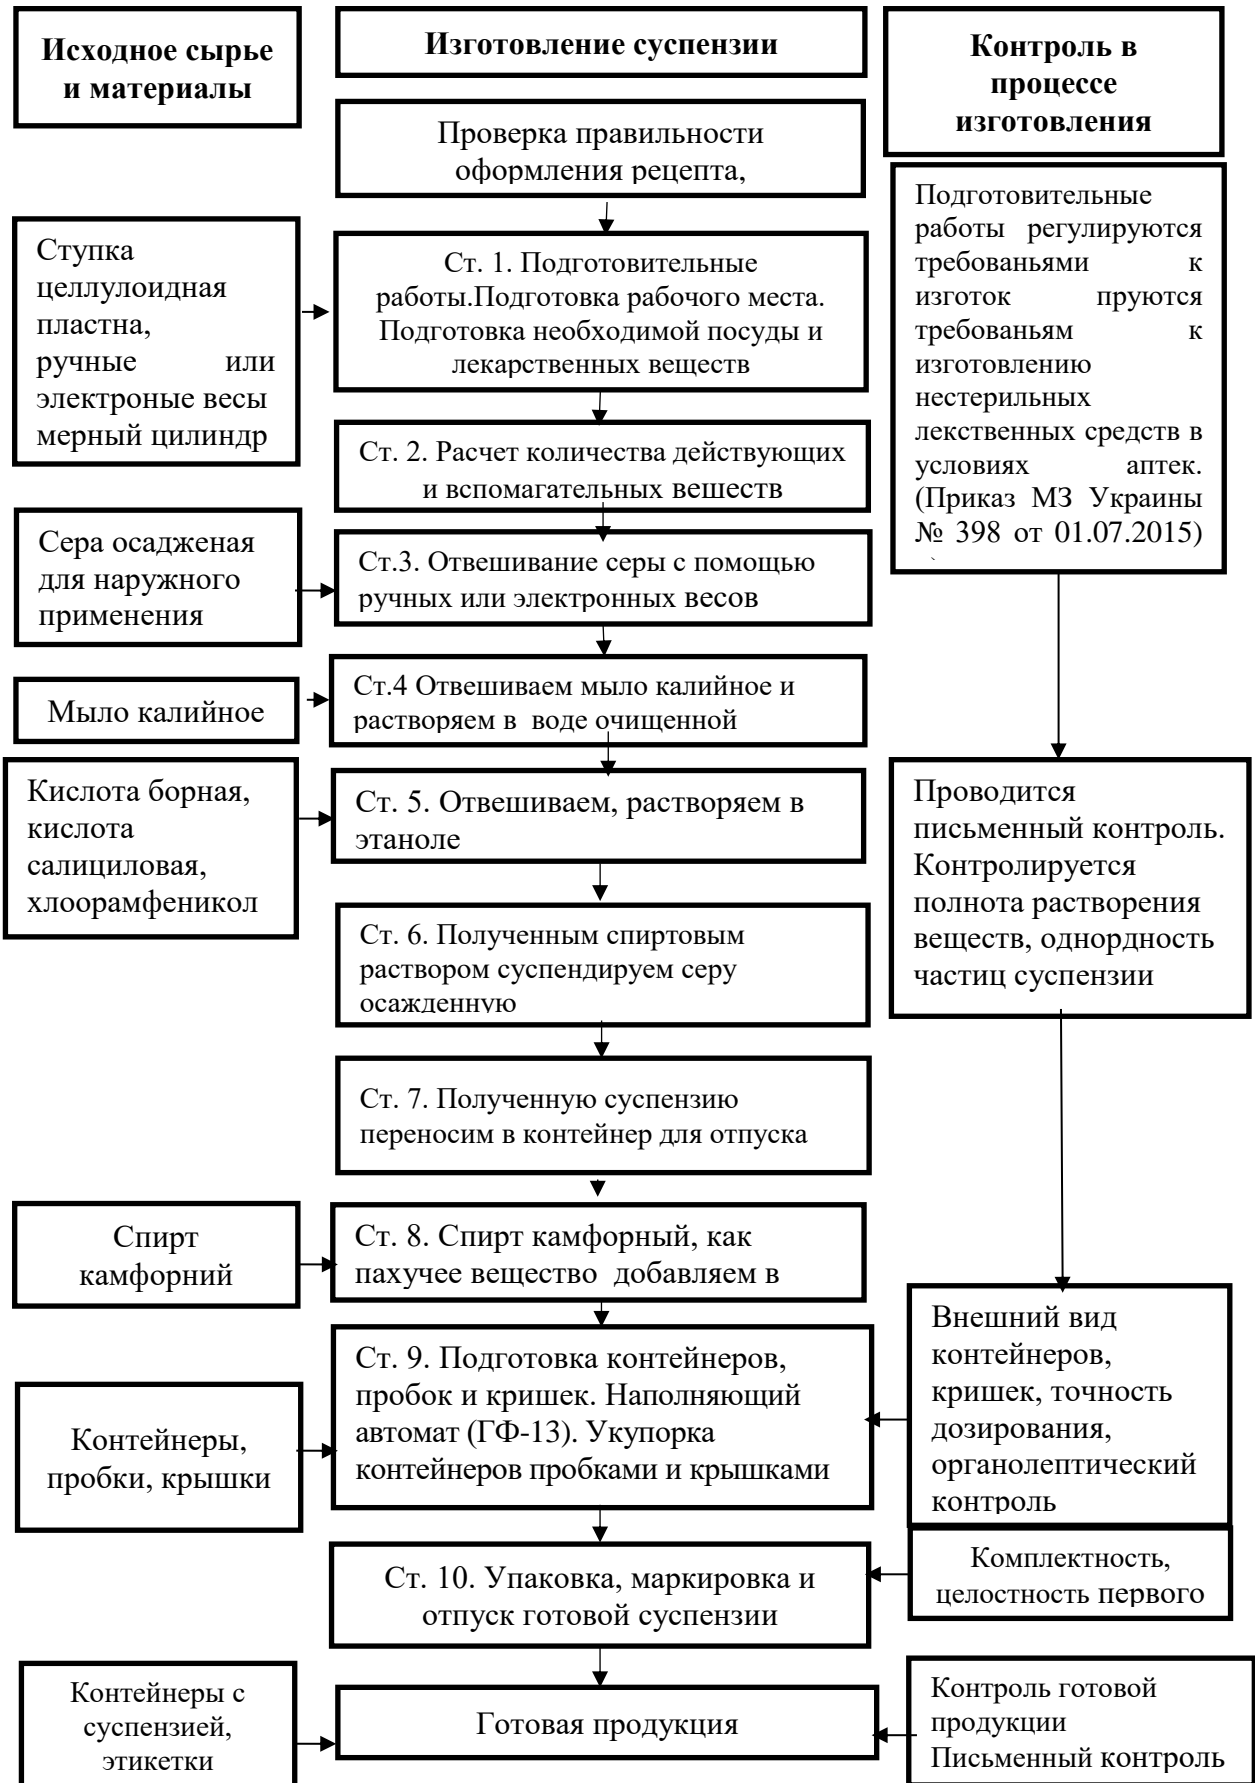 Исходное сырье
и материалы
Изготовление суспензии
Контроль в
процессе
изготовления
Проверка правильности
оформления рецепта,
Подготовительные
работы регулируются
требованьями к
изготок пруются
требованьям к
изготовлению
нестерильных
лекственных средств в
условиях аптек.
(Приказ МЗ Украины
№ 398 от 01.07.2015)
Ступка
целлулоидная
пластна,
ручные или
электроные весы
мерный цилиндр
Ст. 1. Подготовительные
работы.Подготовка рабочего места.
Подготовка необходимой посуды и
лекарственных веществ
Ст. 2. Расчет количества действующих
и вспомагательных вешеств
Сера осадженая
для наружного
применения
Ст.3. Отвешивание серы с помощью
ручных или электронных весов
Мыло калийное
Ст.4 Отвешиваем мыло калийное и
растворяем в воде очищенной
Кислота борная,
кислота
салициловая,
хлоорамфеникол
Ст. 5. Отвешиваем, растворяем в
этаноле
Проводится
письменный контроль.
Контролируется
полнота растворения
веществ, однордность
частиц суспензии
Ст. 6. Полученным спиртовым
раствором суспендируем серу
осажденную
Ст. 7. Полученную суспензию
переносим в контейнер для отпуска
Спирт
камфорний
Ст. 8. Спирт камфорный, как
пахучее вещество добавляем в
Контейнеры,
пробки, крышки
Ст. 9. Подготовка контейнеров,
пробок и кришек. Наполняющий
автомат (ГФ-13). Укупорка
контейнеров пробками и крышками
Внешний вид
контейнеров,
кришек, точность
дозирования,
органолептический
контроль
Ст. 10. Упаковка, маркировка и
отпуск готовой суспензии
Комплектность,
целостность первого
Контейнеры с
суспензией,
этикетки
Готовая продукция
Контроль готовой
продукции
Письменный контроль